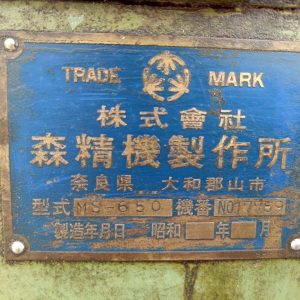 TRADE MARK
株式會社
森精機製作所
奈良県 大和郡山市
型式 MS-650 機番
製造年月日 昭和 年 月